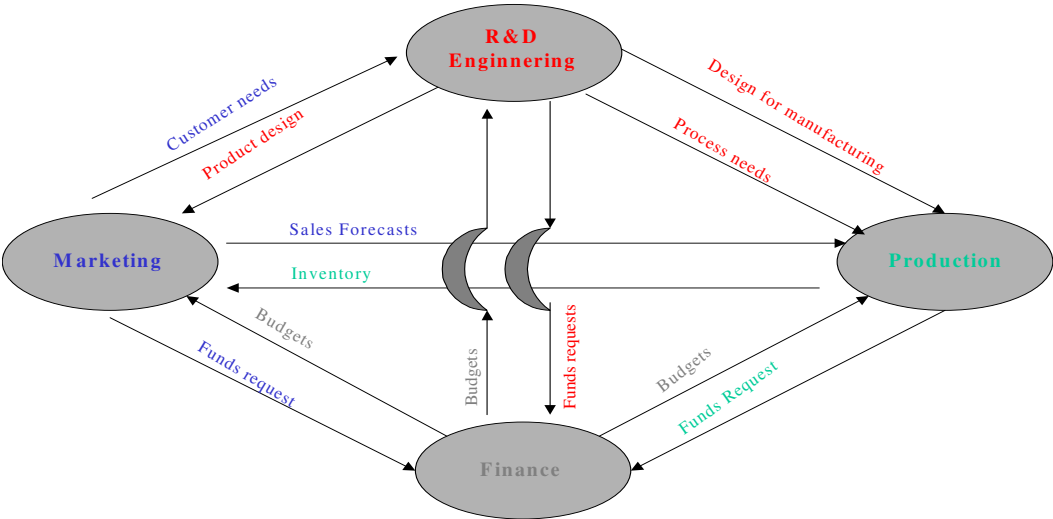 R&D
Enginnering
Customer needs
Product design
Design for manufacturing
Process needs
Sales Forecasts
Marketing
Production
Inventory
Budgets
Funds request
Budgets
Funds requests
Budgets
Funds Request
Finance